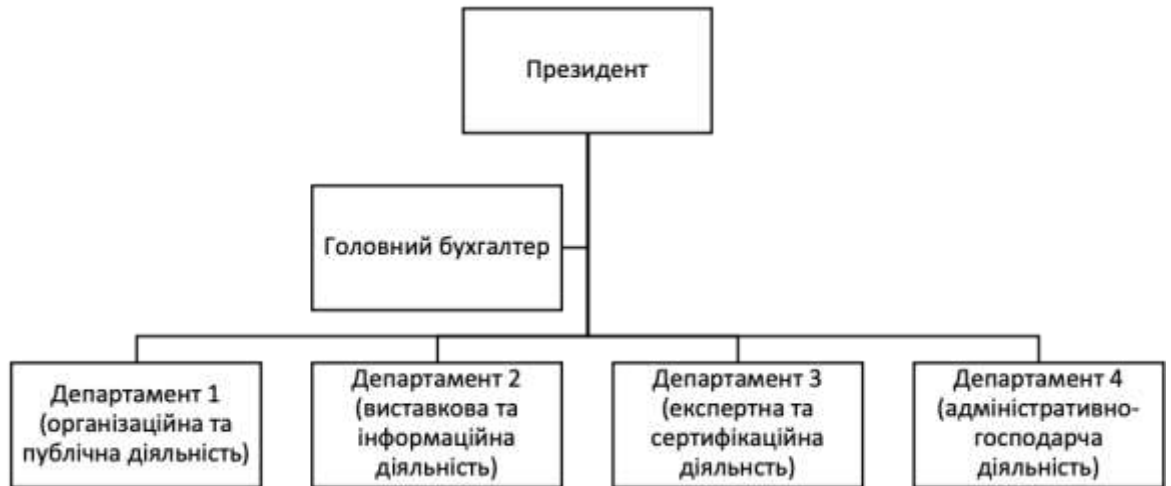 Президент
Головний бухгалтер
Департамент 1
(організаційна та
публічна діяльність)
Департамент 2
(виставкова та
інформаційна
діяльність)
Департамент 3
(експертна та
сертифікаційна
діяльнсть)
Департамент 4
(адміністративно-
господарча
діяльність)